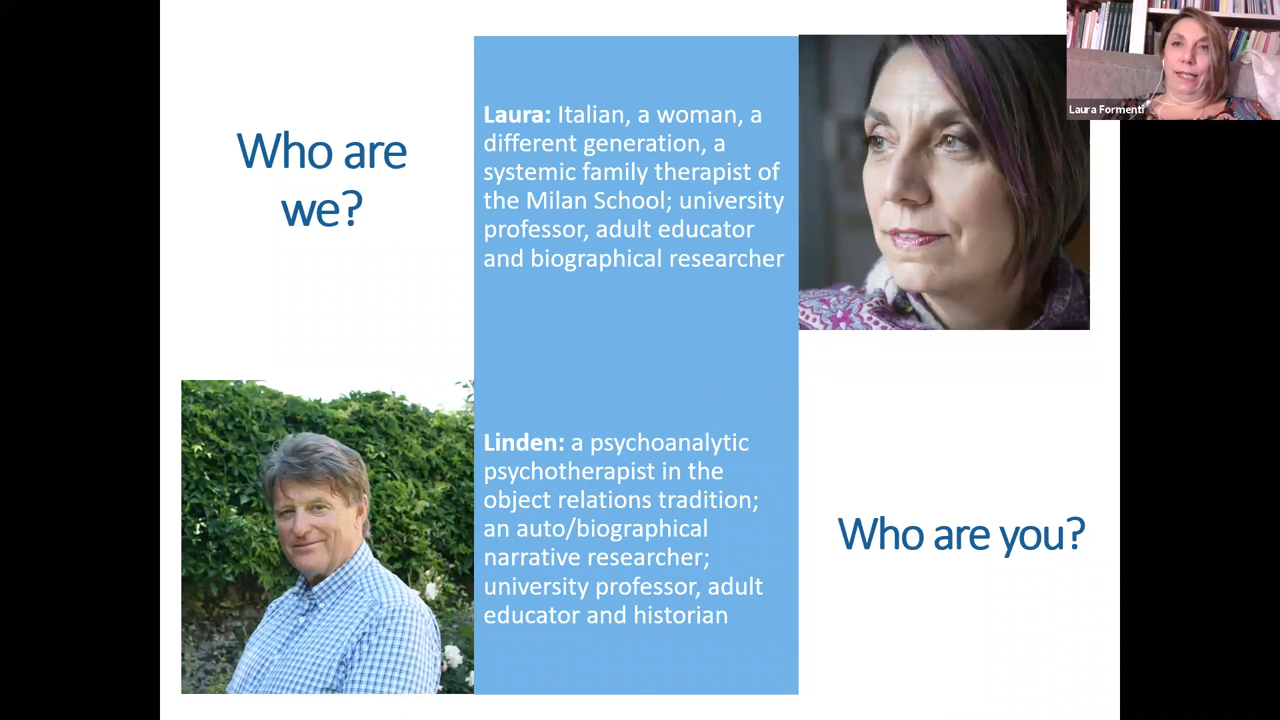 Who are
we?
Laura: Italian, a woman, a
different generation, a
systemic family therapist of
the Milan School; university
professor, adult educator
and biographical researcher
Laura Formenti
Linden: a psychoanalytic
psychotherapist in the
object relations tradition;
an auto/biographical
narrative researcher;
university professor, adult
educator and historian
Who are you?